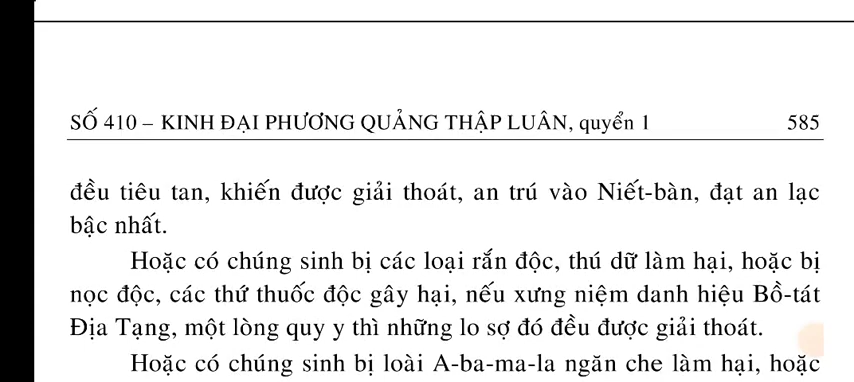 SỐ 410 – KINH ĐẠI PHƯƠNG QUẢNG THẬP LUÂN, quyển 1 585
đều tiêu tan, khiến được giải thoát, an trú vào Niết-bàn, đạt an lạc
bậc nhất.
Hoặc có chúng sinh bị các loại rắn độc, thú dữ làm hại, hoặc bị
nọc độc, các thứ thuốc độc gây hại, nếu xưng niệm danh hiệu Bồ-tát
Địa Tạng, một lòng quy y thì những lo sợ đó đều được giải thoát.
Hoặc có chúng sinh bị loài A-ba-ma-la ngăn che làm hại, hoặc